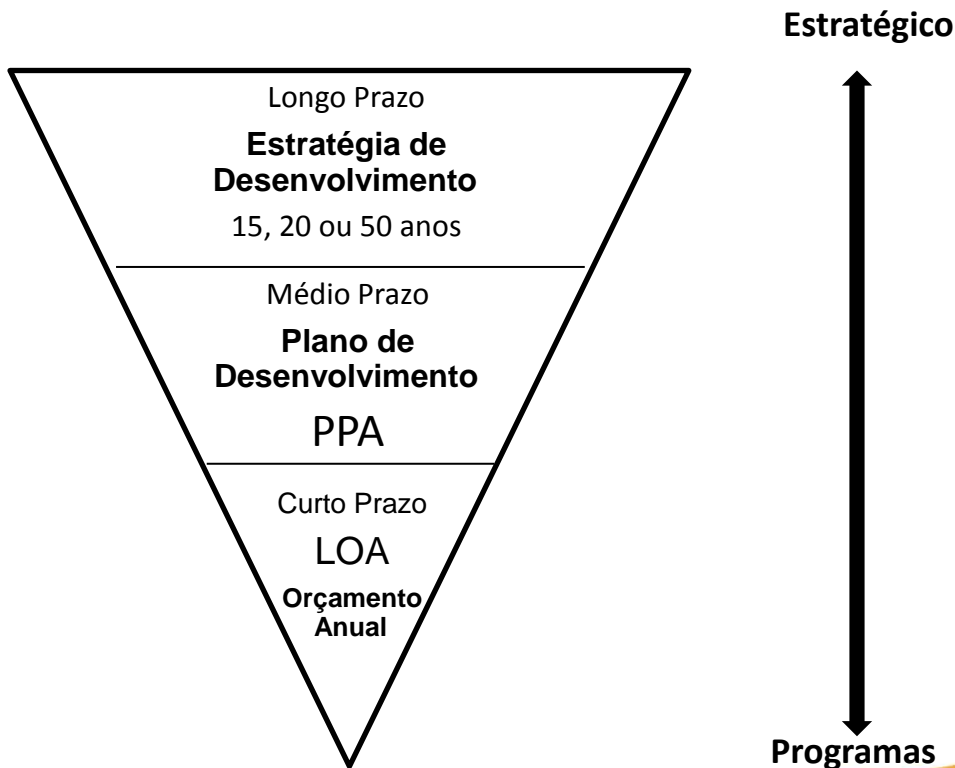 Estratégico
Longo Prazo
Estratégia de
Desenvolvimento
15, 20 ou 50 anos
Médio Prazo
Plano de
Desenvolvimento
PPA
Curto Prazo
LOA
Orçamento
Anual
Programas